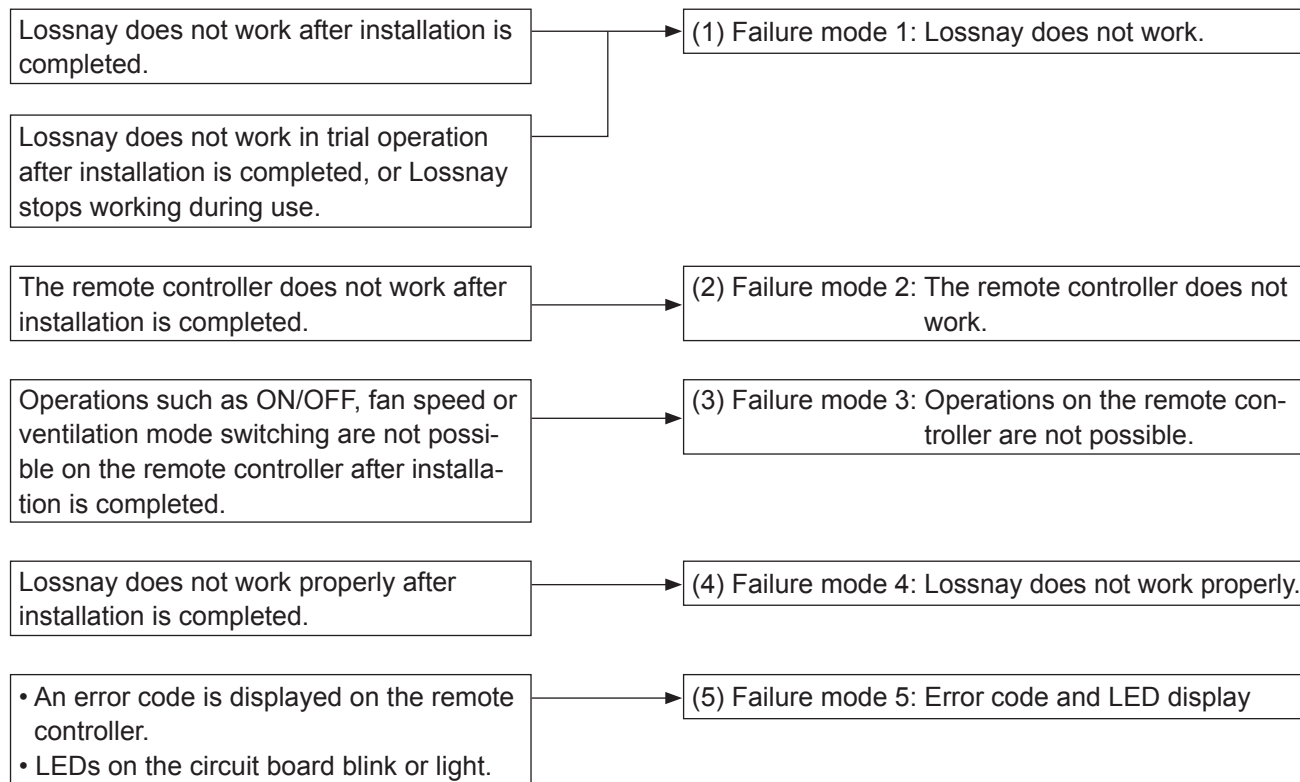 Lossnay does not work after installation is
completed.
(1) Failure mode 1: Lossnay does not work.
Lossnay does not work in trial operation
after installation is completed, or Lossnay
stops working during use.
The remote controller does not work after
installation is completed.
(2) Failure mode 2: The remote controller does not
work.
Operations such as ON/OFF, fan speed or
ventilation mode switching are not possi-
ble on the remote controller after installa-
tion is completed.
(3) Failure mode 3: Operations on the remote con-
troller are not possible.
Lossnay does not work properly after
installation is completed.
(4) Failure mode 4: Lossnay does not work properly.
• An error code is displayed on the remote
controller.
• LEDs on the circuit board blink or light.
(5) Failure mode 5: Error code and LED display